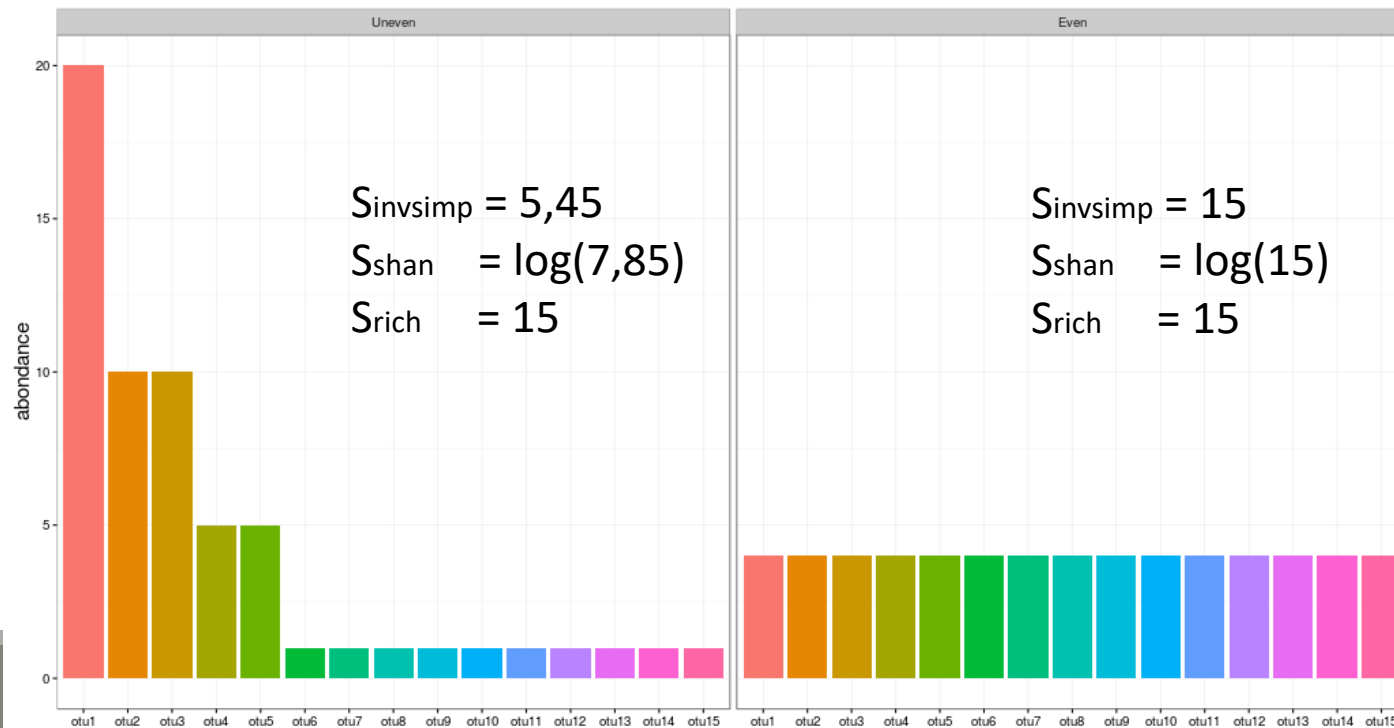 Uneven
Even
abondance
20
15
10
5
0
Sinvsimp = 5,45
Sshan = log(7,85)
Srich = 15
Sinvsimp = 15
Sshan = log(15)
Srich = 15
otu1 otu2 otu3 otu4 otu5 otu6 otu7 otu8 otu9 otu10 otu11 otu12 otu13 otu14 otu15
otu1 otu2 otu3 otu4 otu5 otu6 otu7 otu8 otu9 otu10 otu11 otu12 otu13 otu14 otu15